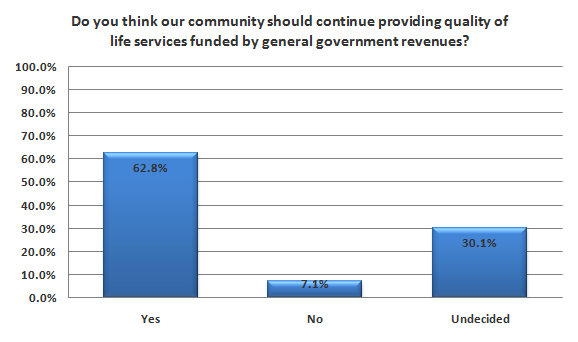 Do you think our community should continue providing quality of
life services funded by general government revenues?
100.0%
90.0%
80.0%
70.0%
60.0%
50.0%
40.0%
30.0%
20.0%
10.0%
0.0%
62.8%
7.1%
30.1%
Yes
No
Undecided